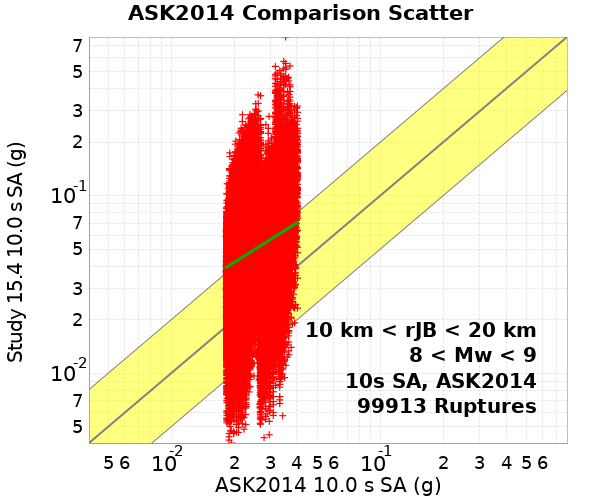 ASK2014 Comparison Scatter
7
5
3
2
10-1
7
5
3
2
10-2
7
5
Study 15.4 10.0 s SA (g)
10 km < rJB < 20 km
8 < Mw < 9
10s SA, ASK2014
99913 Ruptures
5 6 10-2 2 3 4 5 6 10-1 2 3 4 5 6
ASK2014 10.0 s SA (g)